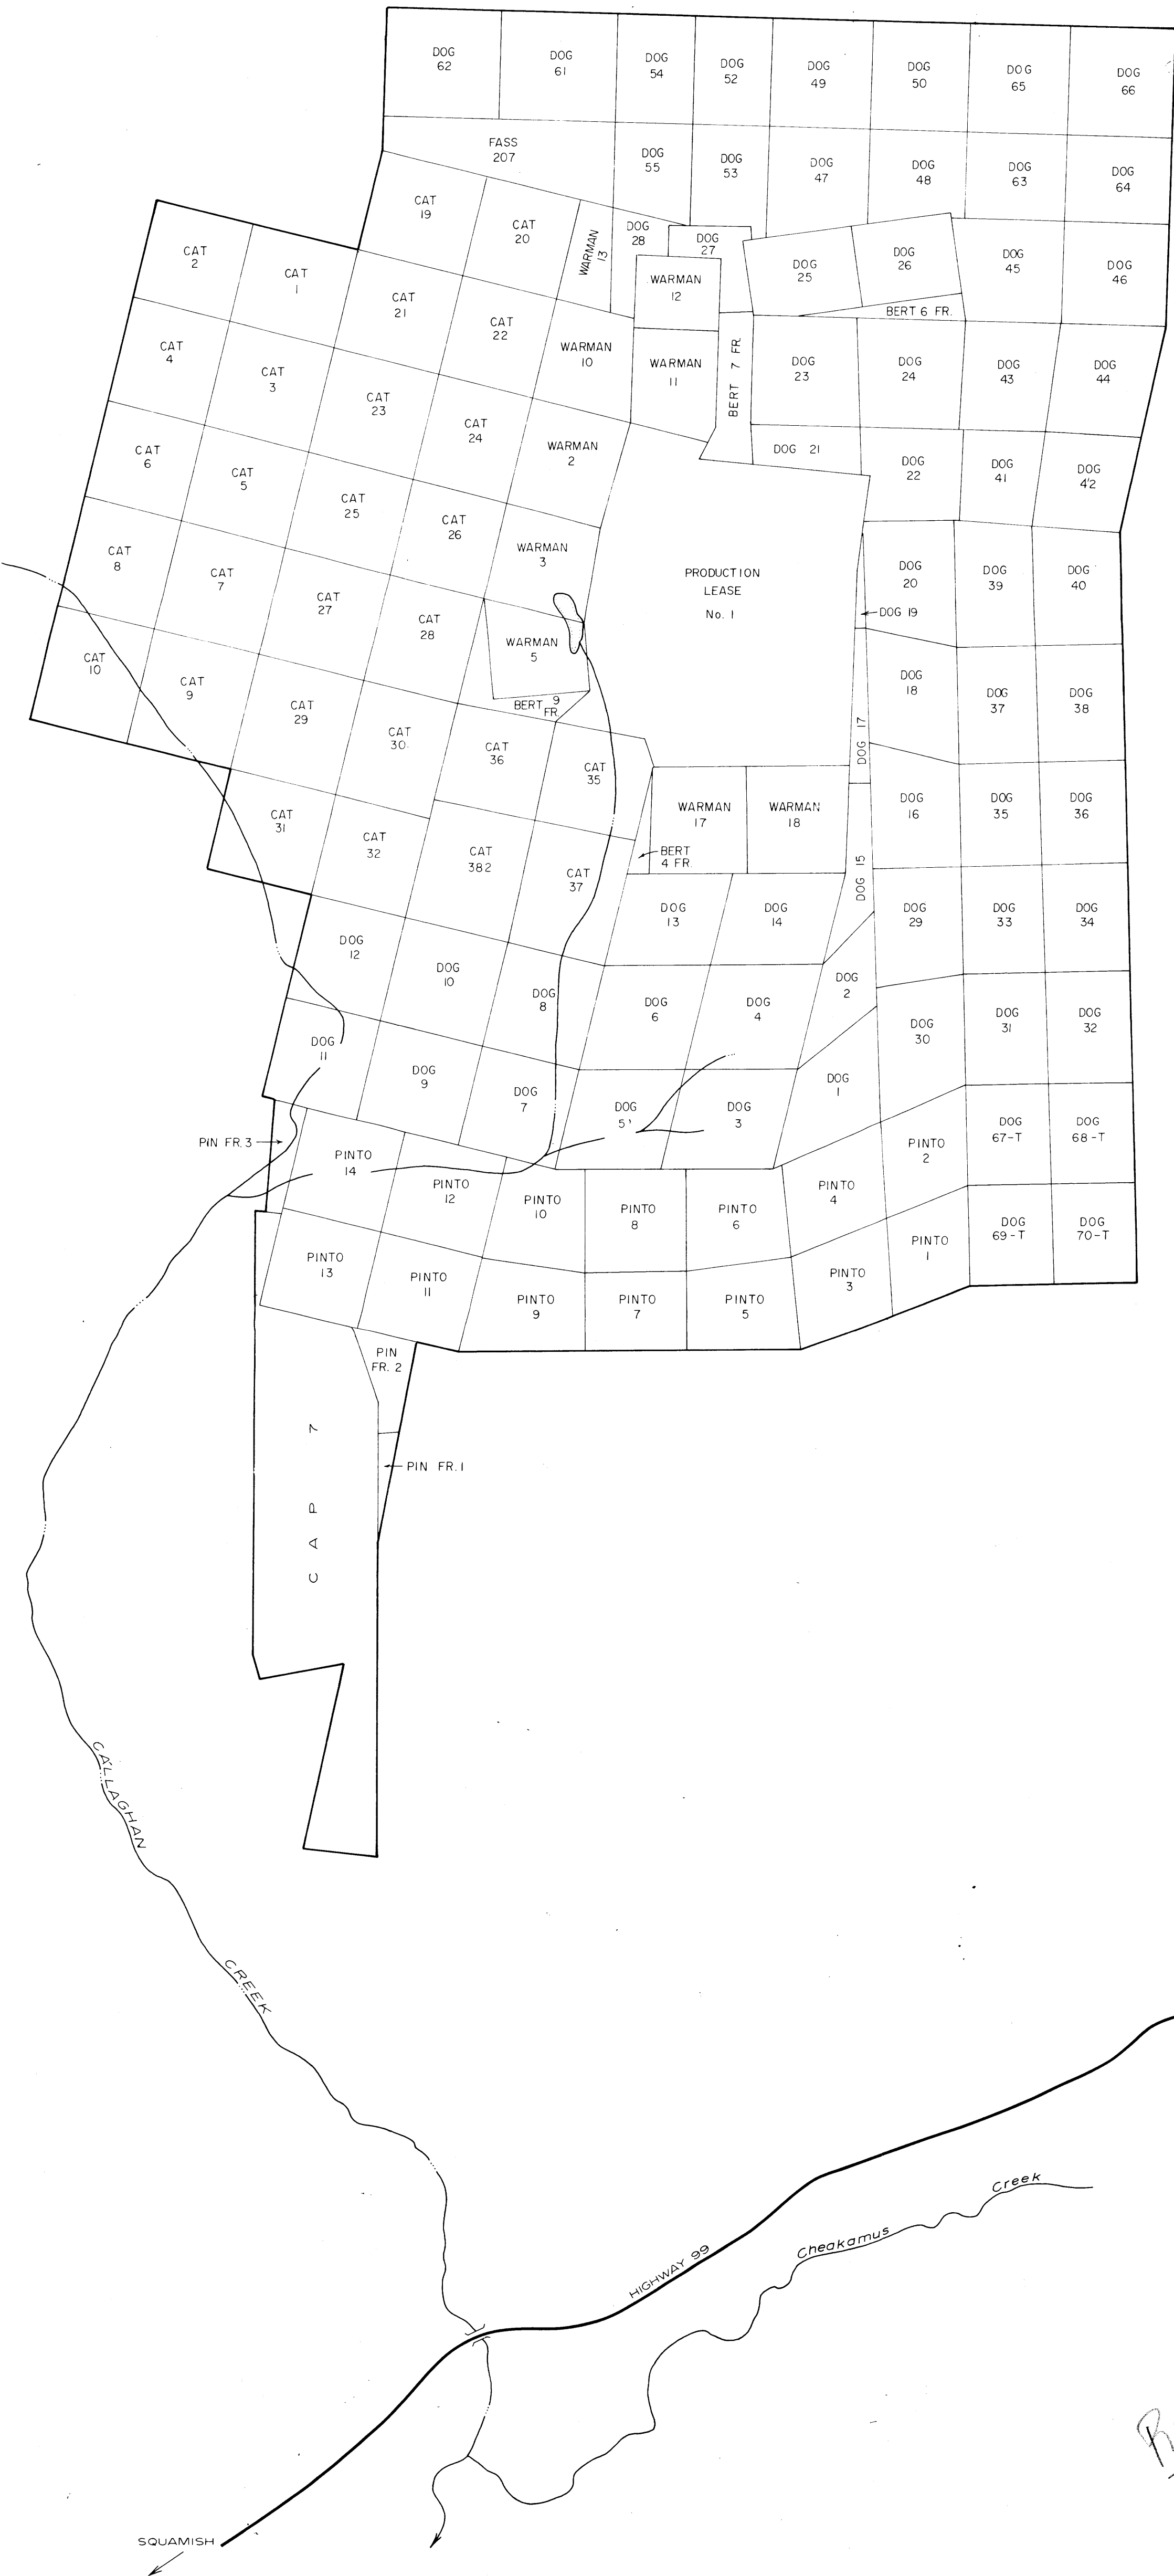 DOG
62
DOG
61
DOG
54
DOG
52
DOG
49
DOG
50
DOG
65
DOG
66
FASS
207
DOG
55
DOG
53
DOG
47
DOG
48
DOG
63
DOG
64
CAT
19
CAT
20
WARMAN
13
DOG
28
DOG
27
DOG
25
DOG
26
DOG
45
DOG
46
CAT
2
CAT
1
CAT
21
CAT
22
WARMAN
12
BERT 6 FR.
CAT
4
CAT
3
CAT
23
CAT
24
WARMAN
10
WARMAN
11
BERT 7 FR.
DOG
23
DOG
24
DOG
43
DOG
44
CAT
6
CAT
5
CAT
25
CAT
26
WARMAN
2
DOG 21
DOG
22
DOG
41
DOG
42
CAT
8
CAT
7
CAT
27
CAT
28
WARMAN
3
PRODUCTION
LEASE
No. 1
DOG
20
DOG
39
DOG
40
DOG 19
CAT
10
CAT
9
CAT
29
CAT
30
WARMAN
5
BERT 9
FR.
DOG
18
DOG
37
DOG
38
DOG 17
CAT
36
CAT
35
CAT
31
CAT
32
CAT
382
CAT
37
WARMAN
17
WARMAN
18
BERT
4 FR.
DOG
16
DOG
35
DOG
36
DOG 15
DOG
12
DOG
10
DOG
8
DOG
13
DOG
14
DOG
29
DOG
33
DOG
34
DOG
6
DOG
4
DOG
2
DOG
30
DOG
31
DOG
32
DOG
11
DOG
9
DOG
7
DOG
5
DOG
3
DOG
1
PIN FR. 3
PINTO
14
PINTO
12
PINTO
10
PINTO
8
PINTO
6
PINTO
4
PINTO
2
DOG
67-T
DOG
68-T
PINTO
13
PINTO
11
PINTO
9
PINTO
7
PINTO
5
PINTO
3
PINTO
1
DOG
69-T
DOG
70-T
PIN
FR. 2
PIN FR. 1
CAP 7
CALLAGHAN
CREEK
HIGHWAY 99
Cheakamus
Creek
SQUAMISH